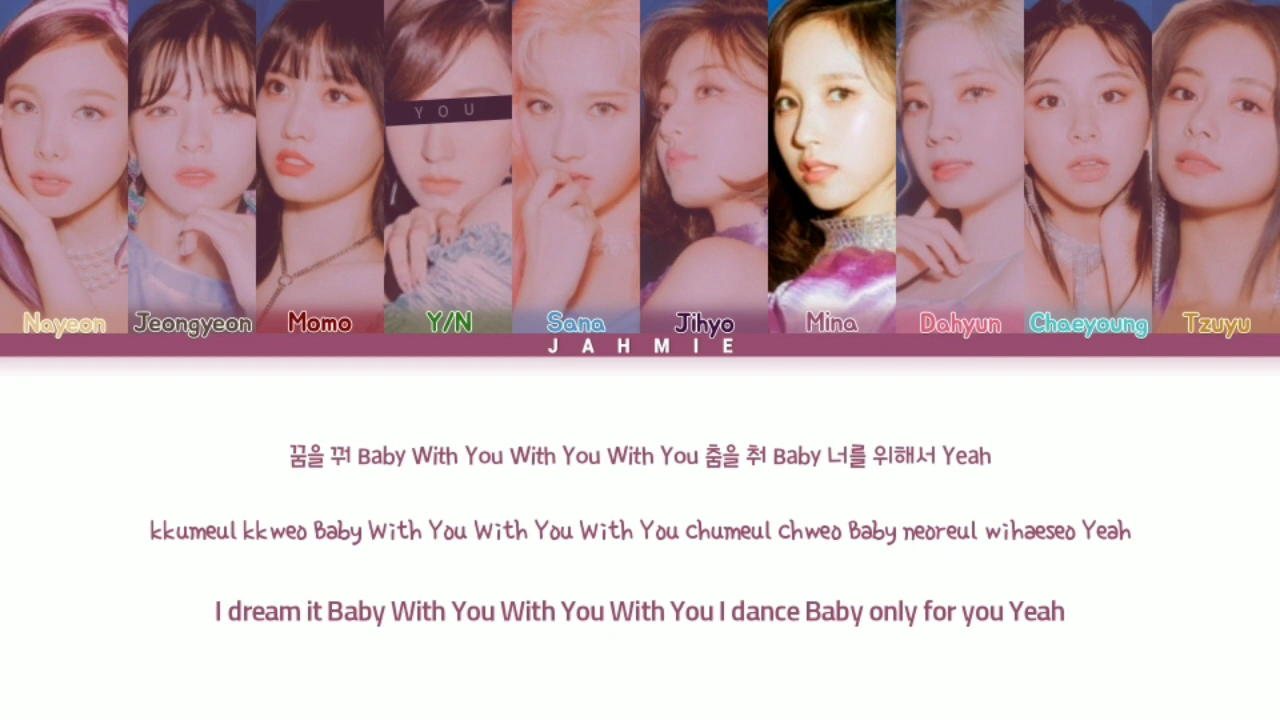 YOU
Nayeon Jeongyeon Momo Y/N Sana Jihyo Mina Dahyun Chaeyoung Tzuyu
JAHMIE
꿈을 꿔 Baby With You With You With You 춤을 춰 Baby 너를 위해서 Yeah
kkumeul kkweo Baby With You With You With You chumeul chweo Baby neoreul wihaeseo Yeah
I dream it Baby With You With You With You I dance Baby only for you Yeah